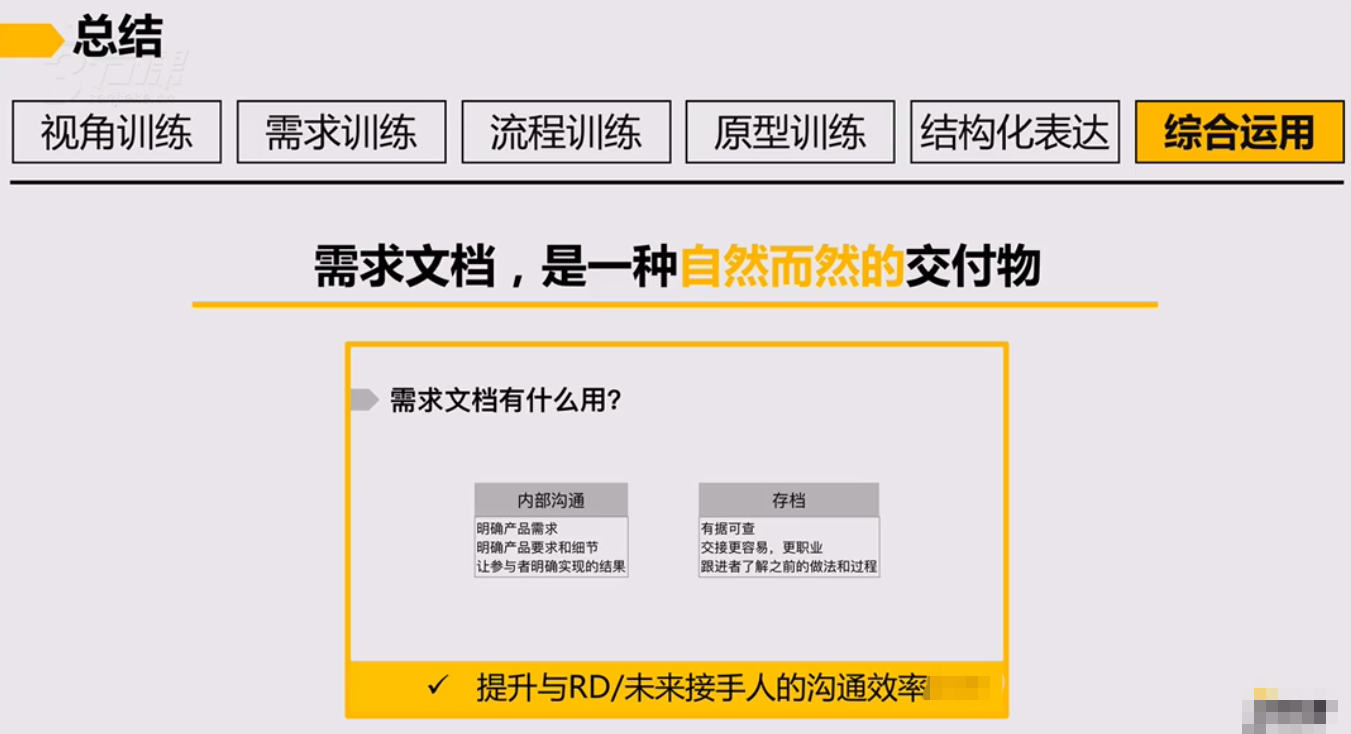 总结
视角训练
需求训练
流程训练
原型训练
结构化表达
综合运用
需求文档，是一种自然而然的交付物
需求文档有什么用?
内部沟通
明确产品需求
明确产品要求和细节
让参与者明确实现的结果
存档
有据可查
交接更容易，更职业
跟进者了解之前的做法和过程
✓ 提升与RD/未来接手人的沟通效率